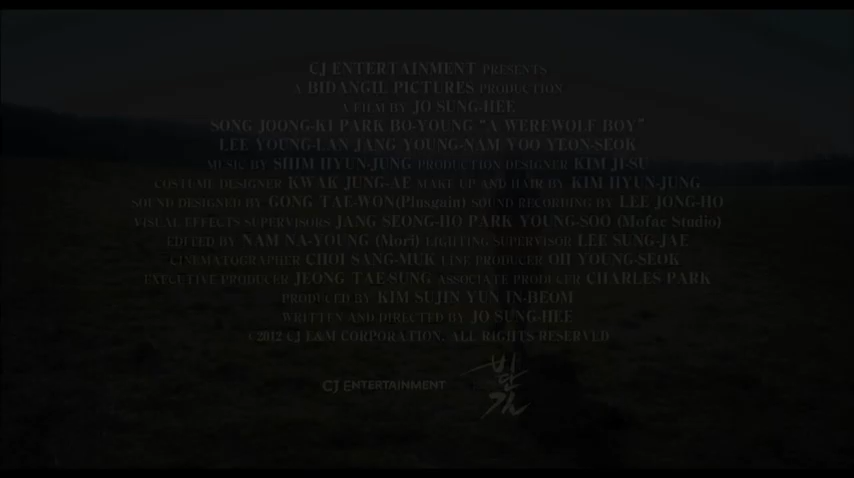 CJ ENTERTAINMENT PRESENTS
A BIDANGIL PICTURES PRODUCTION
A FILM BY JO SUNG-HEE
SONG JOONG-KI PARK BO-YOUNG “A WEREWOLF BOY”
LEE YOUNG-LAN JANG YOUNG-NAM YOO YEON-SEOK
MUSIC BY SHIM HYUN-JUNG PRODUCTION DESIGNER KIM JI-SU
COSTUME DESIGNER KWAK JUNG-AE MAKE UP AND HAIR BY KIM HYUN-JUNG
SOUND DESIGNED BY GONG TAE-WON(Plusgain) SOUND RECORDING BY LEE JONG-HO
VISUAL EFFECTS SUPERVISORS JANG SEONG-HO PARK YOUNG-SOO (Mofac Studio)
EDITED BY NAM NA-YOUNG (Mori) LIGHTING SUPERVISOR LEE SUNG-JAE
CINEMATOGRAPHER CHOI SANG-MUK LINE PRODUCER OH YOUNG-SEOK
EXECUTIVE PRODUCER JEONG TAE-SUNG ASSOCIATE PRODUCER CHARLES PARK
PRODUCED BY KIM SUJIN YUN IN-BEOM
WRITTEN AND DIRECTED BY JO SUNG-HEE
©2012 CJ E&M CORPORATION. ALL RIGHTS RESERVED
CJ ENTERTAINMENT
비단길